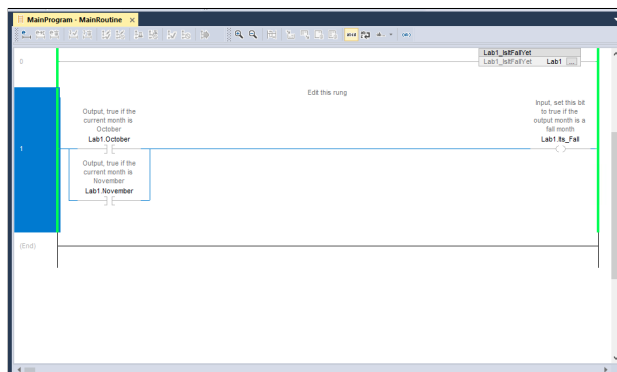 MainProgram - MainRoutine ×
0
Lab1_IsItFallYet
Lab1_IsItFallYet Lab1 ...
Edit this rung
1
Output, true if the
current month is
October
Lab1.October
Output, true if the
current month is
November
Lab1.November
Input, set this bit
to true if the
output month is a
fall month
Lab1.Its_Fall
(End)